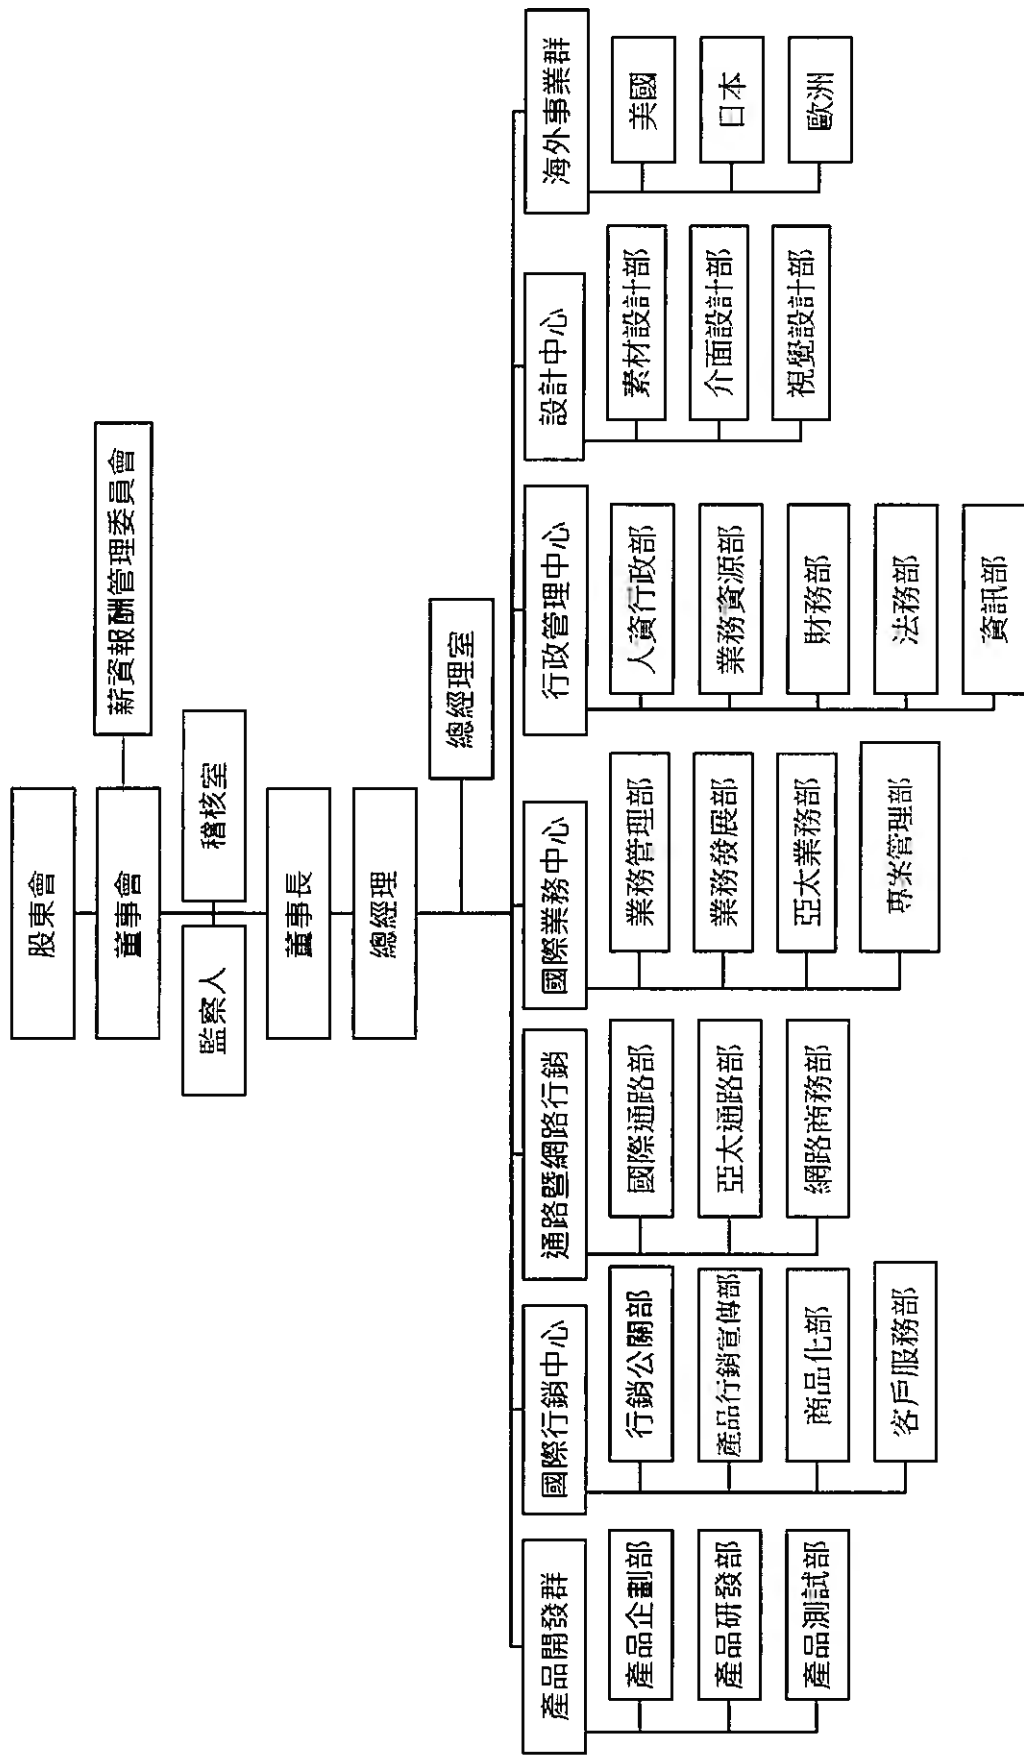 股東會
董事會
薪資報酬管理委員會
監察人
稽核室
董事長
總經理
總經理室
產品開發群
產品企劃部
產品研發部
產品測試部
國際行銷中心
行銷公關部
產品行銷宣傳部
商品化部
客戶服務部
通路暨網路行銷
國際通路部
亞太通路部
網路商務部
國際業務中心
業務管理部
業務發展部
亞太業務部
專案管理部
行政管理中心
人資行政部
業務資源部
財務部
法務部
資訊部
設計中心
素材設計部
介面設計部
視覺設計部
海外事業群
美國
日本
歐洲